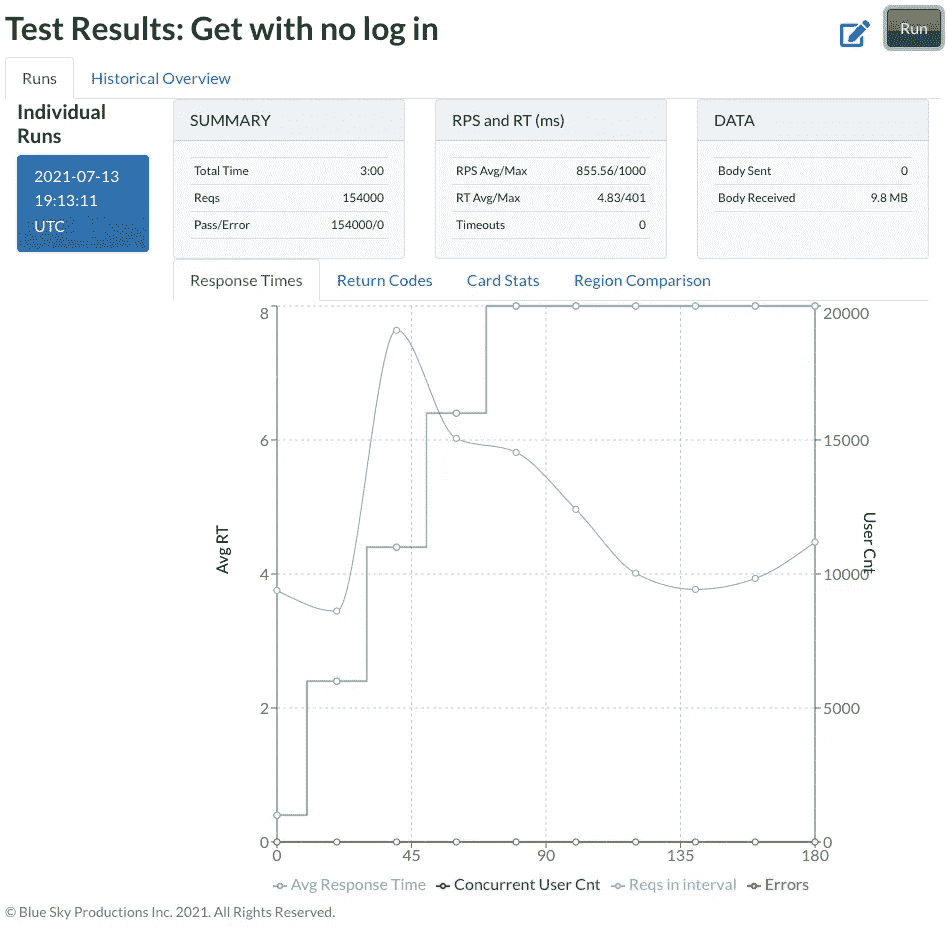 Test Results: Get with no log in
Run
Runs
Historical Overview
Individual
Runs
2021-07-13
19:13:11
UTC
SUMMARY
Total Time 3:00
Reqs 154000
Pass/Error 154000/0
RPS and RT (ms)
RPS Avg/Max 855.56/1000
RT Avg/Max 4.83/401
Timeouts 0
DATA
Body Sent 0
Body Received 9.8 MB
Response Times
Return Codes
Card Stats
Region Comparison
8
6
4
2
0
Avg RT
20000
15000
10000
5000
0
User Cnt
0 45 90 135 180
Avg Response Time Concurrent User Cnt Reqs in interval Errors
© Blue Sky Productions Inc. 2021. All Rights Reserved.